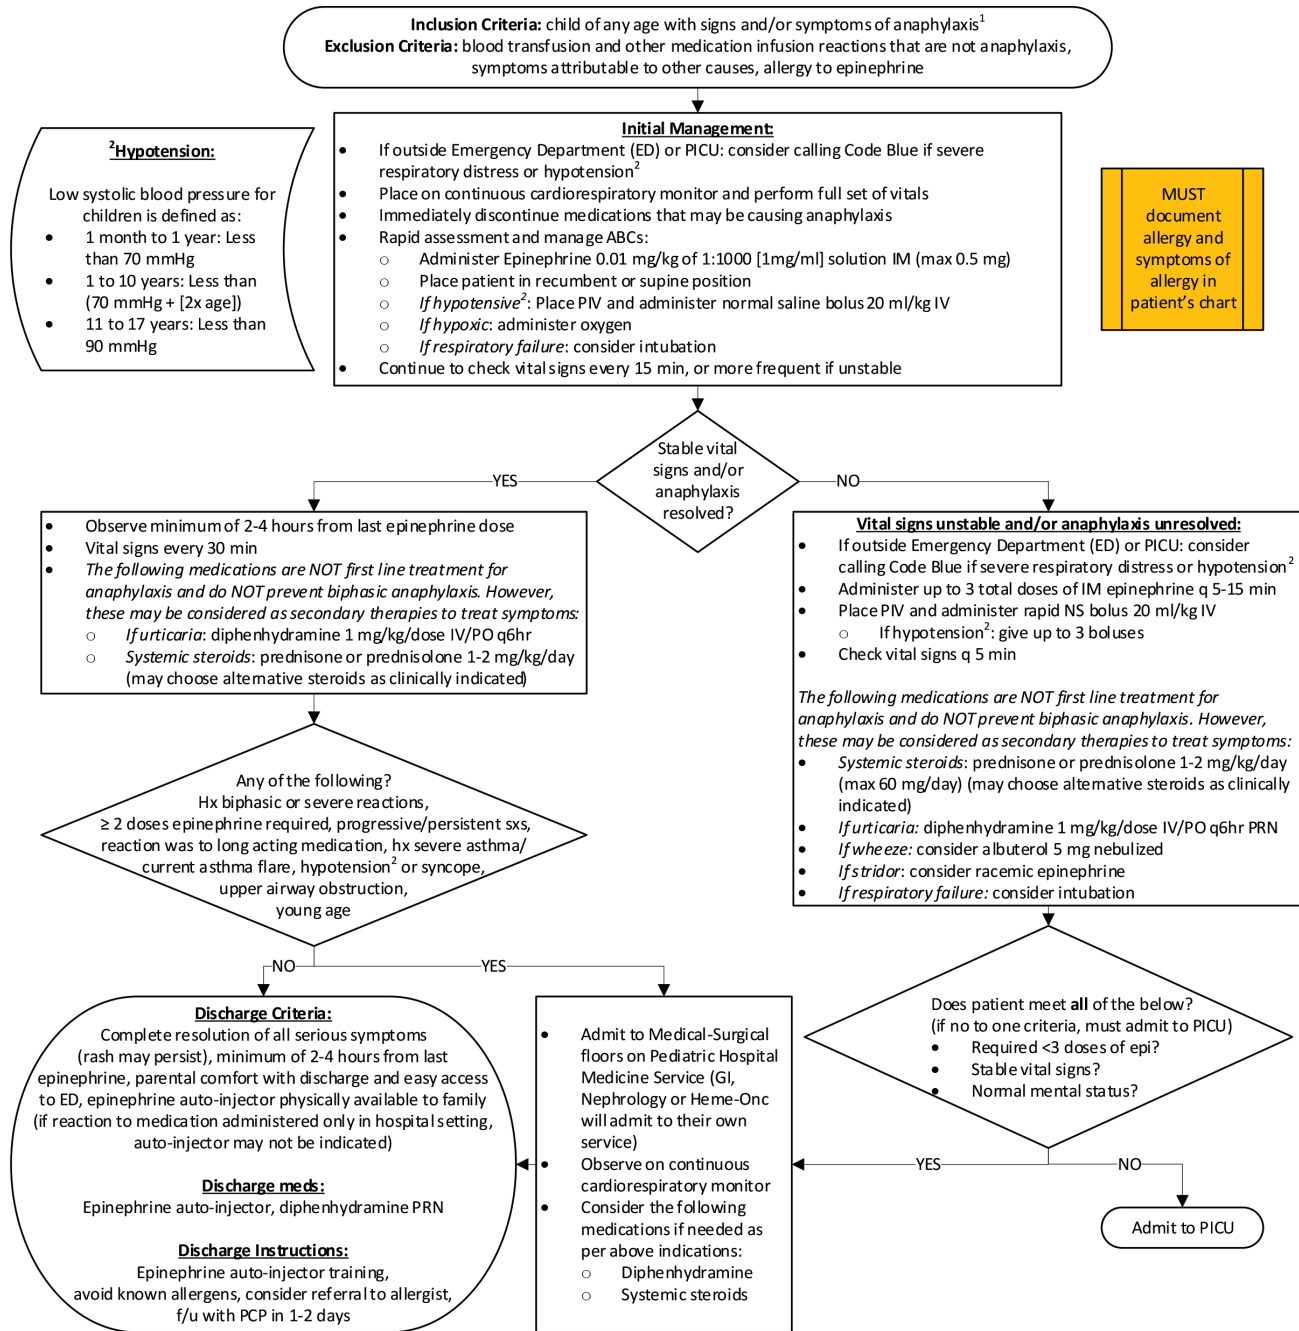 Inclusion Criteria: child of any age with signs and/or symptoms of anaphylaxis1
Exclusion Criteria: blood transfusion and other medication infusion reactions that are not anaphylaxis,
symptoms attributable to other causes, allergy to epinephrine
2Hypotension:
Low systolic blood pressure for
children is defined as:
• 1 month to 1 year: Less
than 70 mmHg
• 1 to 10 years: Less than
(70 mmHg + [2x age])
• 11 to 17 years: Less than
90 mmHg
Initial Management:
• If outside Emergency Department (ED) or PICU: consider calling Code Blue if severe
respiratory distress or hypotension2
• Place on continuous cardiorespiratory monitor and perform full set of vitals
• Immediately discontinue medications that may be causing anaphylaxis
• Rapid assessment and manage ABCs:
○ Administer Epinephrine 0.01 mg/kg of 1:1000 [1mg/ml] solution IM (max 0.5 mg)
○ Place patient in recumbent or supine position
○ If hypotensive2: Place PIV and administer normal saline bolus 20 ml/kg IV
○ If hypoxic: administer oxygen
○ If respiratory failure: consider intubation
• Continue to check vital signs every 15 min, or more frequent if unstable
MUST
document
allergy and
symptoms of
allergy in
patient's chart
Stable vital
signs and/or
anaphylaxis
resolved?
YES
NO
• Observe minimum of 2-4 hours from last epinephrine dose
• Vital signs every 30 min
• The following medications are NOT first line treatment for
anaphylaxis and do NOT prevent biphasic anaphylaxis. However,
these may be considered as secondary therapies to treat symptoms:
○ If urticaria: diphenhydramine 1 mg/kg/dose IV/PO q6hr
○ Systemic steroids: prednisone or prednisolone 1-2 mg/kg/day
(may choose alternative steroids as clinically indicated)
Vital signs unstable and/or anaphylaxis unresolved:
• If outside Emergency Department (ED) or PICU: consider
calling Code Blue if severe respiratory distress or hypotension2
• Administer up to 3 total doses of IM epinephrine q 5-15 min
• Place PIV and administer rapid NS bolus 20 ml/kg IV
○ If hypotension2: give up to 3 boluses
• Check vital signs q 5 min
The following medications are NOT first line treatment for
anaphylaxis and do NOT prevent biphasic anaphylaxis. However,
these may be considered as secondary therapies to treat symptoms:
• Systemic steroids: prednisone or prednisolone 1-2 mg/kg/day
(max 60 mg/day) (may choose alternative steroids as clinically
indicated)
• If urticaria: diphenhydramine 1 mg/kg/dose IV/PO q6hr PRN
• If wheeze: consider albuterol 5 mg nebulized
• If stridor: consider racemic epinephrine
• If respiratory failure: consider intubation
Any of the following?
Hx biphasic or severe reactions,
≥ 2 doses epinephrine required, progressive/persistent sxs,
reaction was to long acting medication, hx severe asthma/
current asthma flare, hypotension2 or syncope,
upper airway obstruction,
young age
NO
YES
Does patient meet all of the below?
(if no to one criteria, must admit to PICU)
• Required <3 doses of epi?
• Stable vital signs?
• Normal mental status?
YES
NO
Admit to PICU
• Admit to Medical-Surgical
floors on Pediatric Hospital
Medicine Service (GI,
Nephrology or Heme-Onc
will admit to their own
service)
• Observe on continuous
cardiorespiratory monitor
• Consider the following
medications if needed as
per above indications:
○ Diphenhydramine
○ Systemic steroids
Discharge Criteria:
Complete resolution of all serious symptoms
(rash may persist), minimum of 2-4 hours from last
epinephrine, parental comfort with discharge and easy access
to ED, epinephrine auto-injector physically available to family
(if reaction to medication administered only in hospital setting,
auto-injector may not be indicated)
Discharge meds:
Epinephrine auto-injector, diphenhydramine PRN
Discharge Instructions:
Epinephrine auto-injector training,
avoid known allergens, consider referral to allergist,
f/u with PCP in 1-2 days